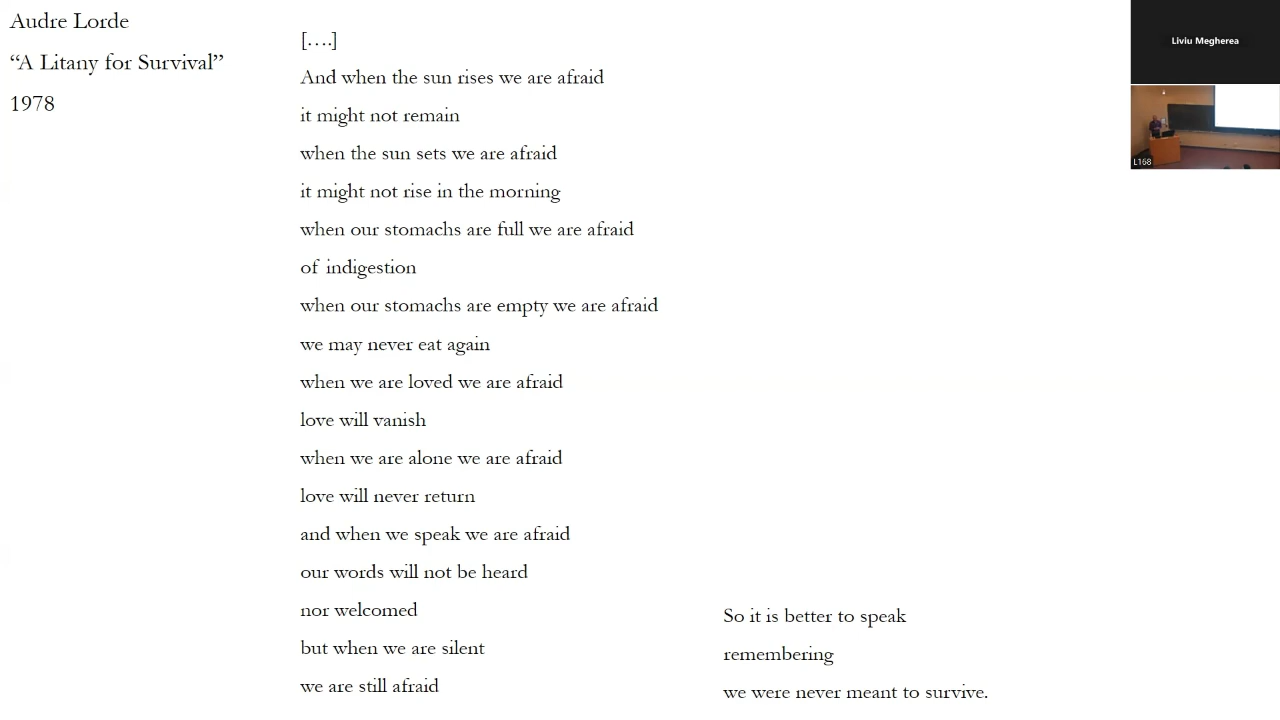 Audre Lorde
“A Litany for Survival”
1978
[….]
And when the sun rises we are afraid
it might not remain
when the sun sets we are afraid
it might not rise in the morning
when our stomachs are full we are afraid
of indigestion
when our stomachs are empty we are afraid
we may never eat again
when we are loved we are afraid
love will vanish
when we are alone we are afraid
love will never return
and when we speak we are afraid
our words will not be heard
nor welcomed
but when we are silent
we are still afraid
So it is better to speak
remembering
we were never meant to survive.
Liviu Megherea
L168